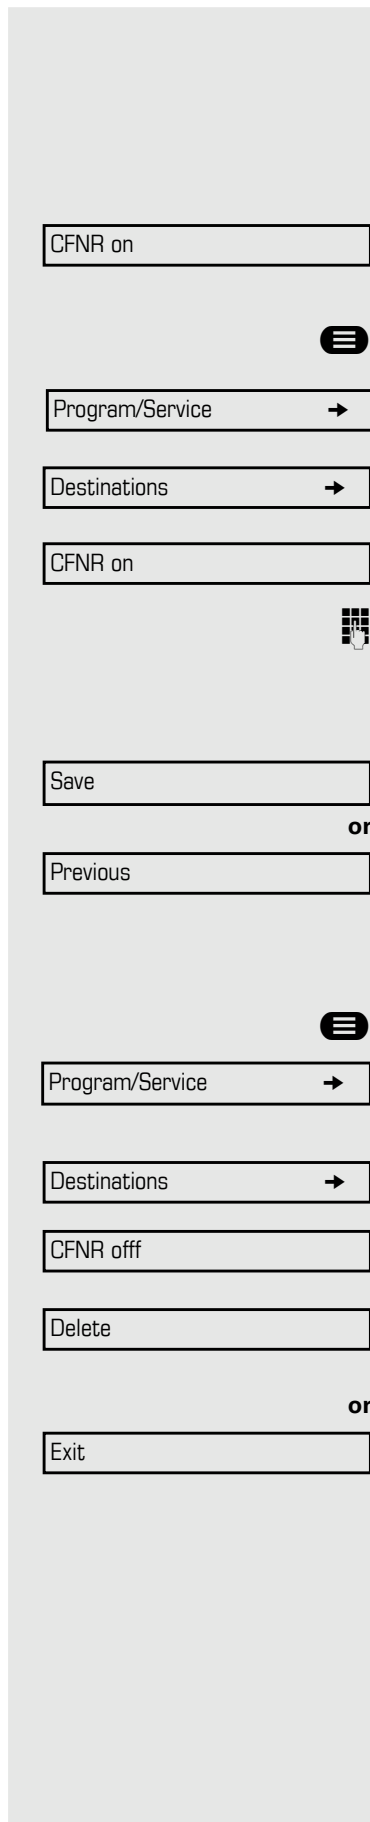 CFNR on
Program/Service
Destinations
CFNR on
Save
or
Previous
Program/Service
Destinations
CFNR offf
Delete
or
Exit